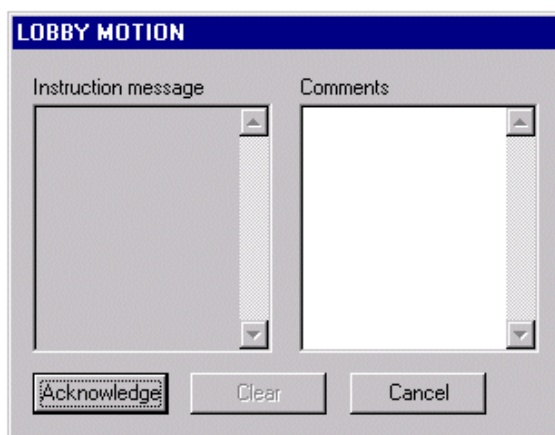 LOBBY MOTION
Instruction message Comments
Acknowledge Clear Cancel